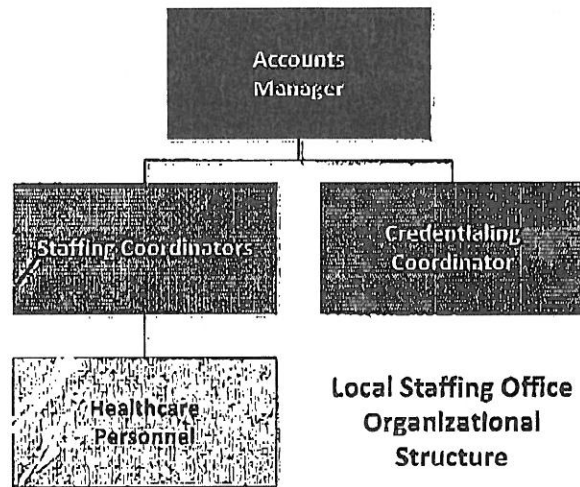 Accounts
Manager
Staffing Coordinators
Credentialing
Coordinator
Healthcare
Personnel
Local Staffing Office
Organizational
Structure